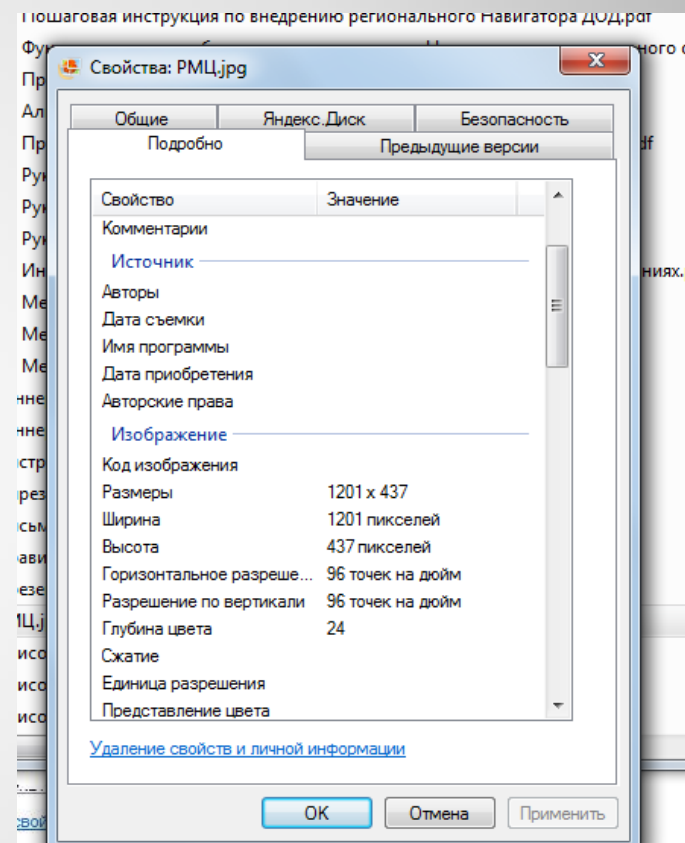 Пошаговая инструкция по внедрению регионального Навигатора ДОД.pdf
Свойства: РМЦ.jpg
Общие
Яндекс.Диск
Безопасность
Подробно
Предыдущие версии
Свойство Значение
Комментарии
Источник
Авторы
Дата съемки
Имя программы
Дата приобретения
Авторские права
Изображение
Код изображения
Размеры 1201 x 437
Ширина 1201 пикселей
Высота 437 пикселей
Горизонтальное разреше... 96 точек на дюйм
Разрешение по вертикали 96 точек на дюйм
Глубина цвета 24
Сжатие
Единица разрешения
Представление цвета
Удаление свойств и личной информации
OK
Отмена
Применить